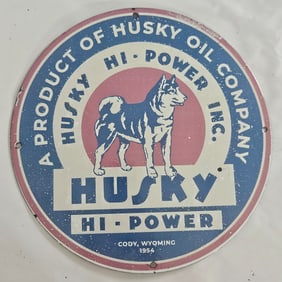 A PRODUCT OF HUSKY OIL COMPANY
HUSKY HI-POWER INC.
HUSKY
HI-POWER
CODY, WYOMING
1954